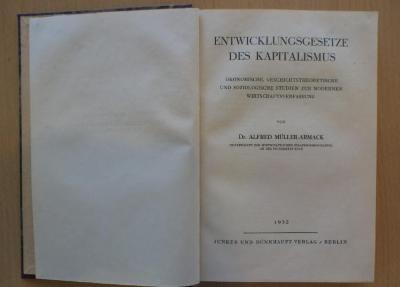 ENTWICKLUNGSGESETZE
DES KAPITALISMUS
ÖKONOMISCHE, GESCHICHTSTHEORETISCHE
UND SOZIOLOGISCHE STUDIEN ZUR MODERNEN
WIRTSCHAFTSVERFASSUNG
VON
Dr. ALFRED MÜLLER-ARMACK
1932
JUNKER UND DÜNNHAUPT VERLAG / BERLIN